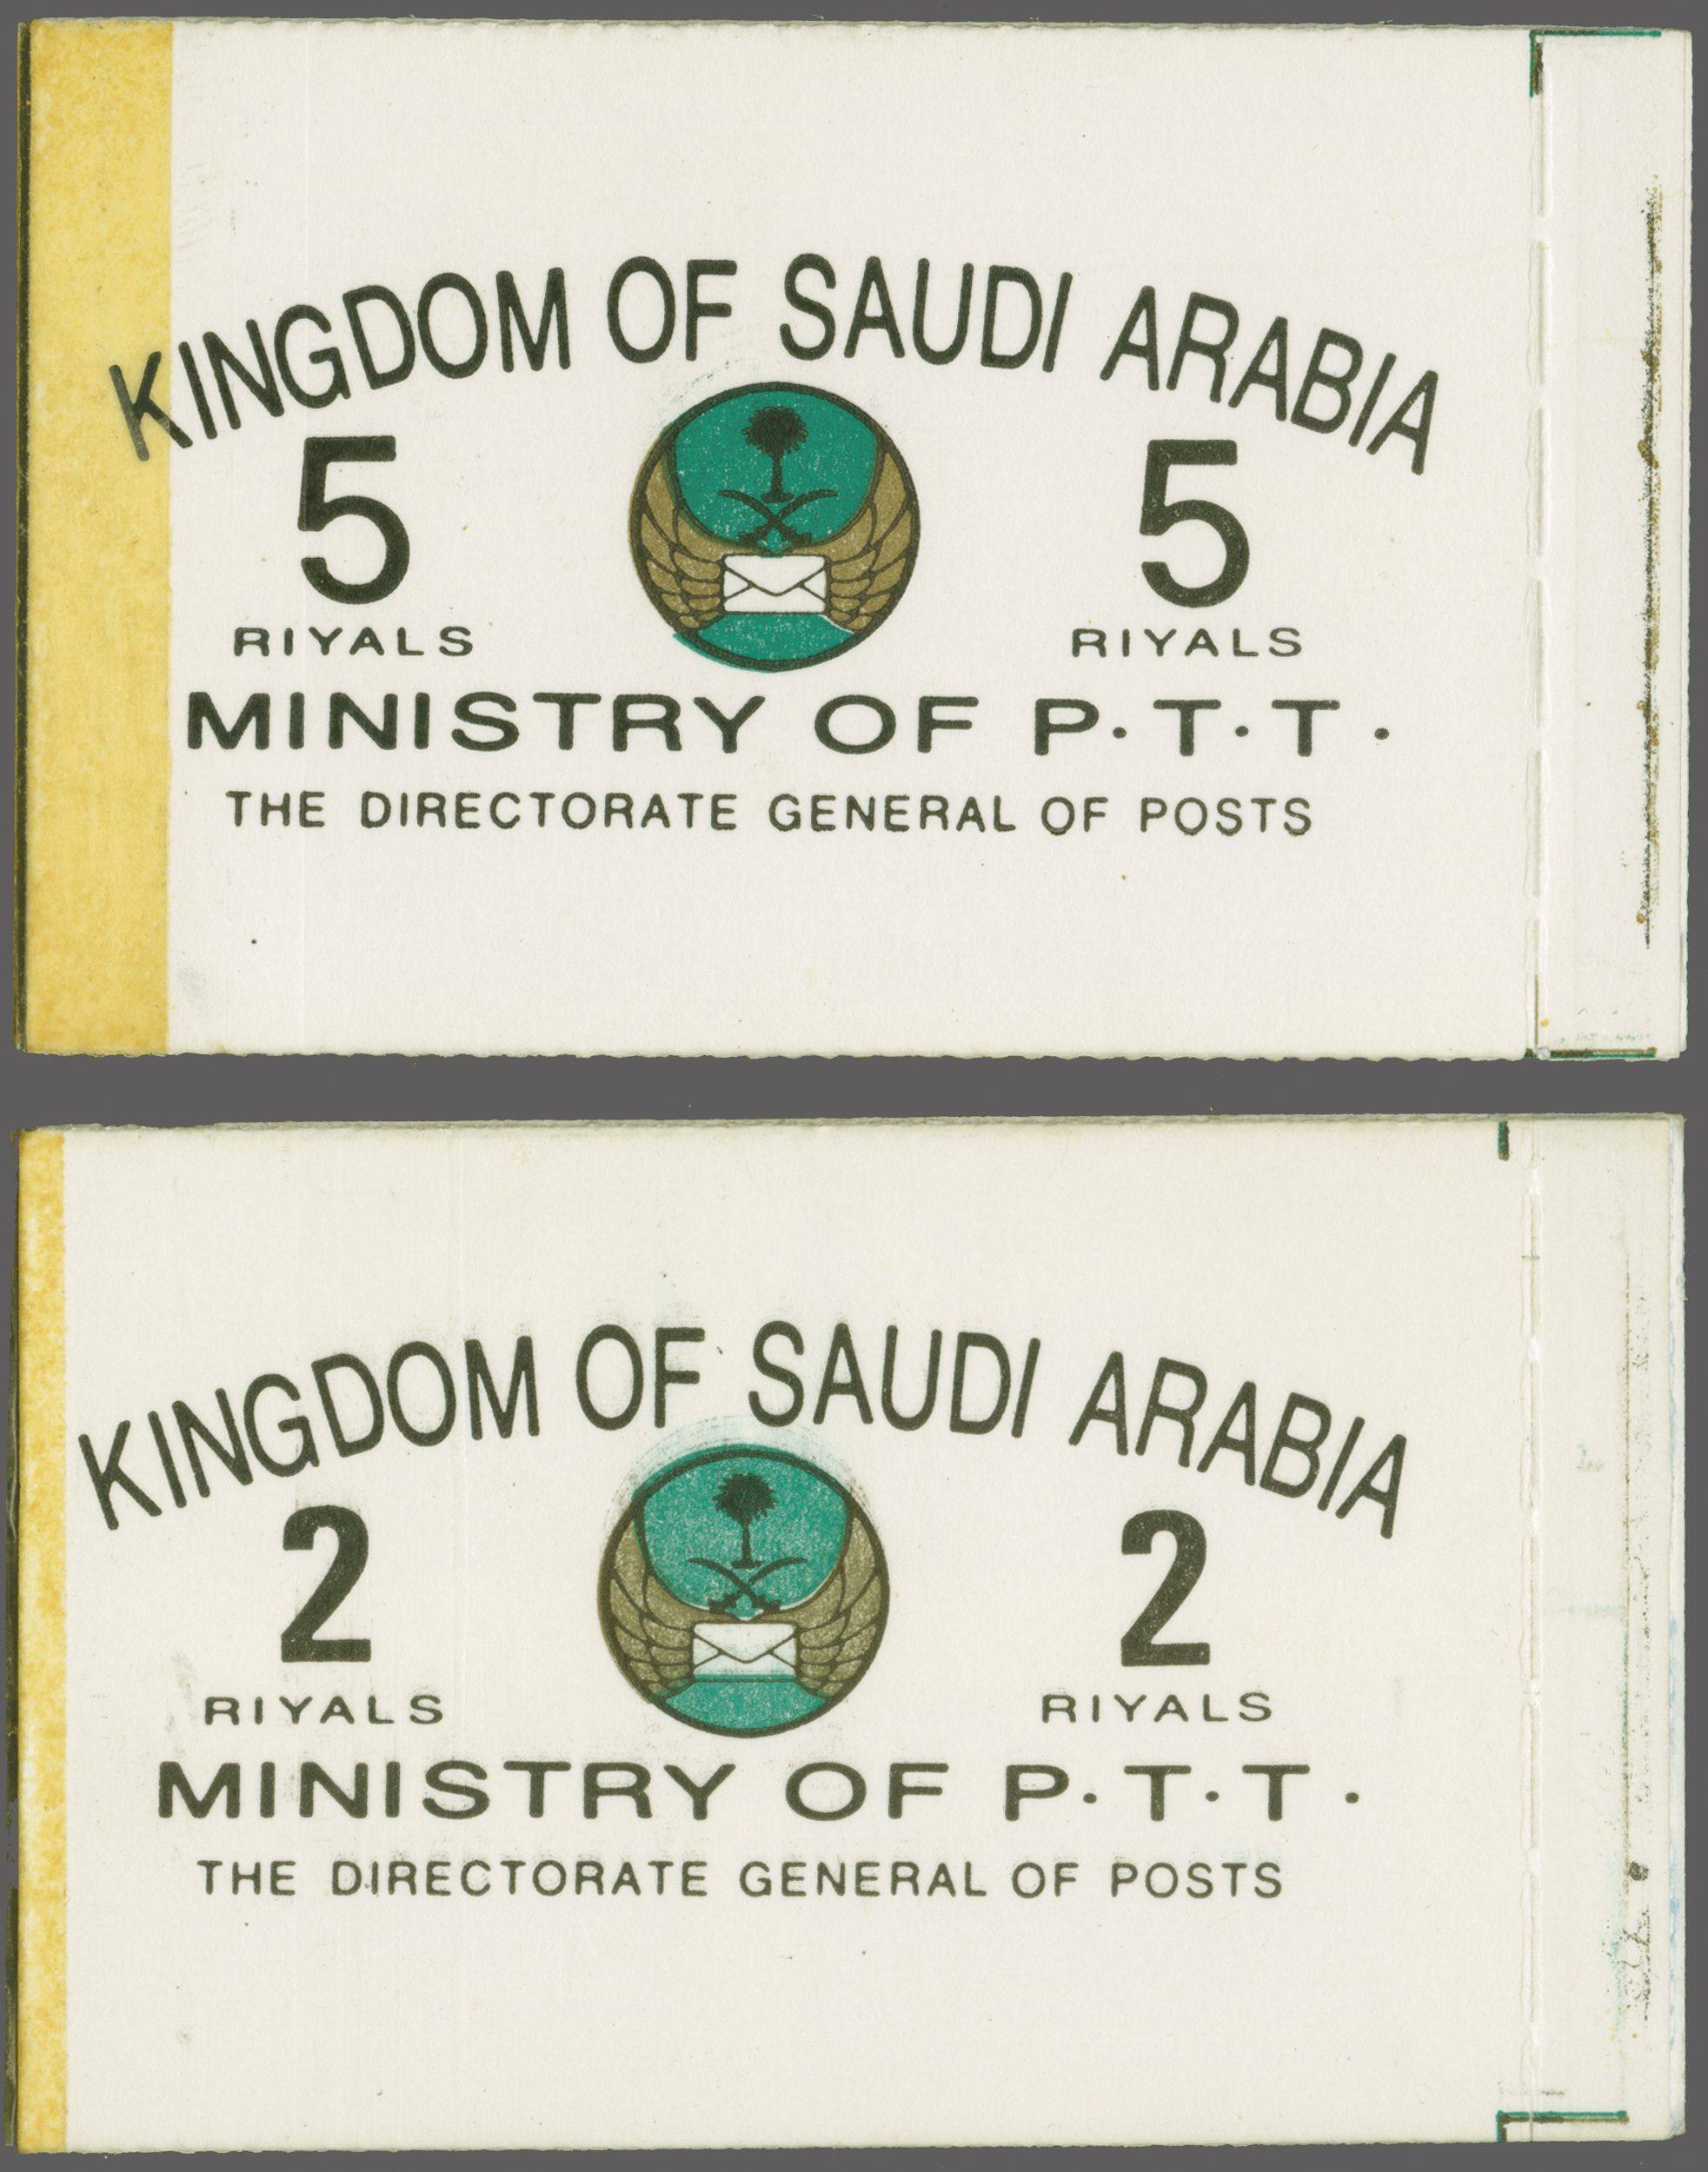 KINGDOM OF SAUDI ARABIA
5 5
RIYALS RIYALS
MINISTRY OF P.T.T.
THE DIRECTORATE GENERAL OF POSTS
KINGDOM OF SAUDI ARABIA
2 2
RIYALS RIYALS
MINISTRY OF P.T.T.
THE DIRECTORATE GENERAL OF POSTS